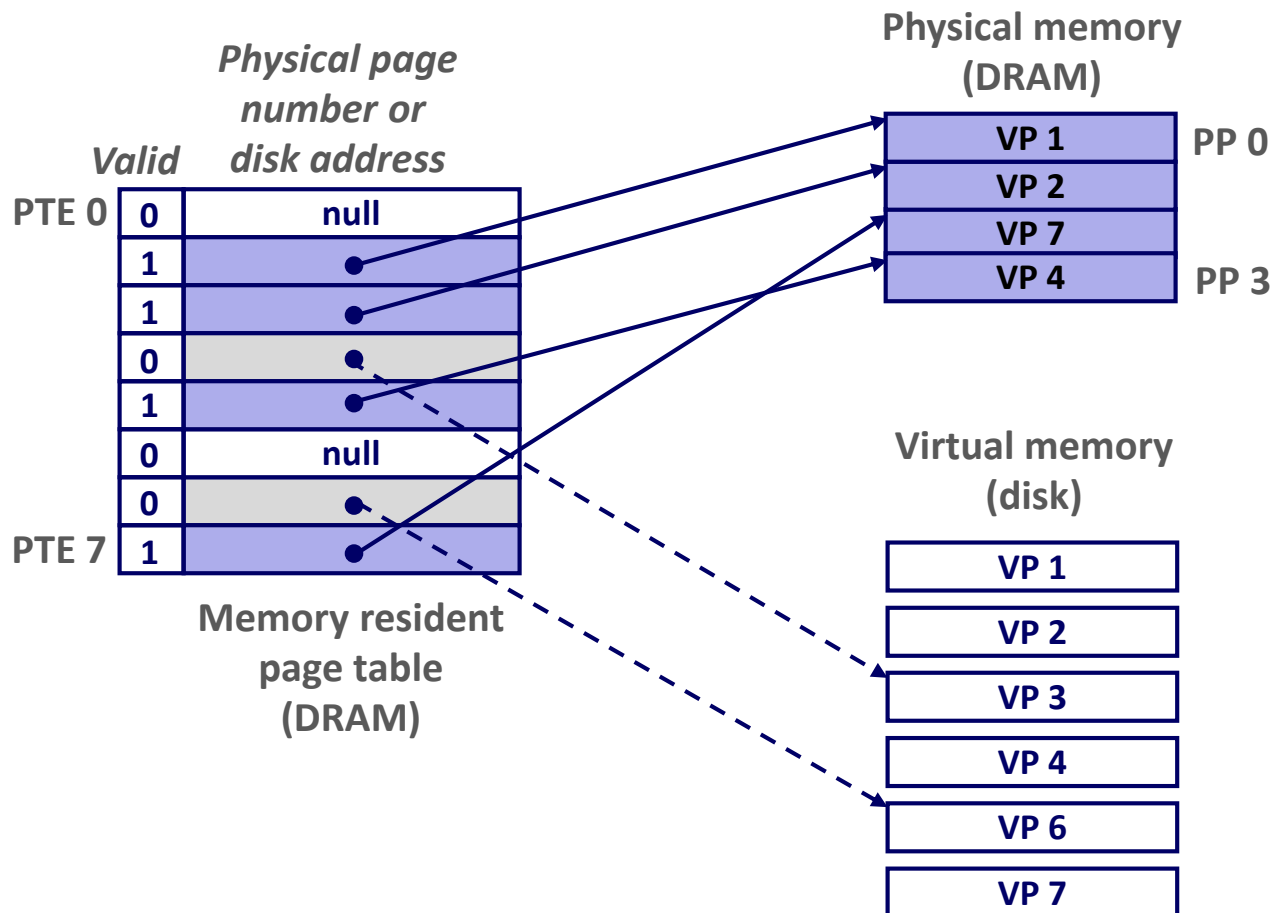 Physical page
number or
disk address
Valid
PTE 0
0
null
1
1
0
1
0
null
0
PTE 7
1
Memory resident
page table
(DRAM)
Physical memory
(DRAM)
VP 1
PP 0
VP 2
VP 7
VP 4
PP 3
Virtual memory
(disk)
VP 1
VP 2
VP 3
VP 4
VP 6
VP 7